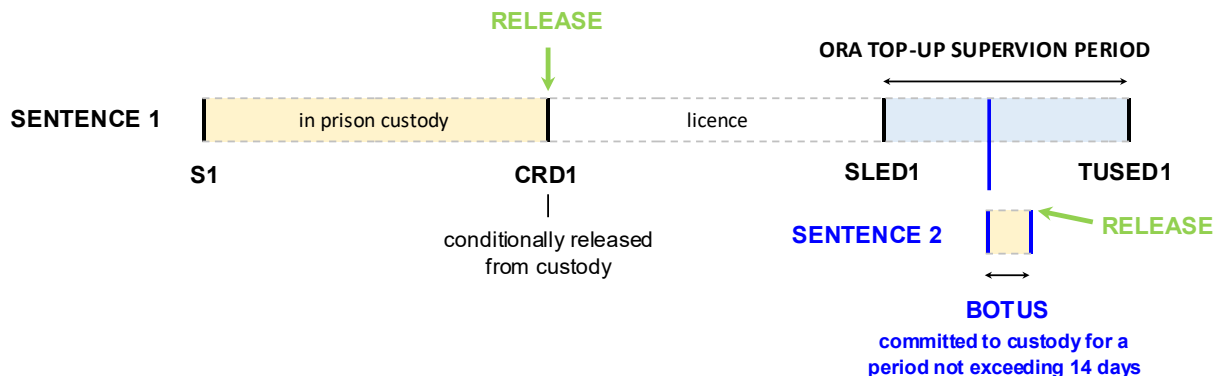 RELEASE
ORA TOP-UP SUPERVION PERIOD
SENTENCE 1
in prison custody
licence
S1
CRD1
SLED1
TUSED1
conditionally released
from custody
SENTENCE 2
RELEASE
BOTUS
committed to custody for a
period not exceeding 14 days